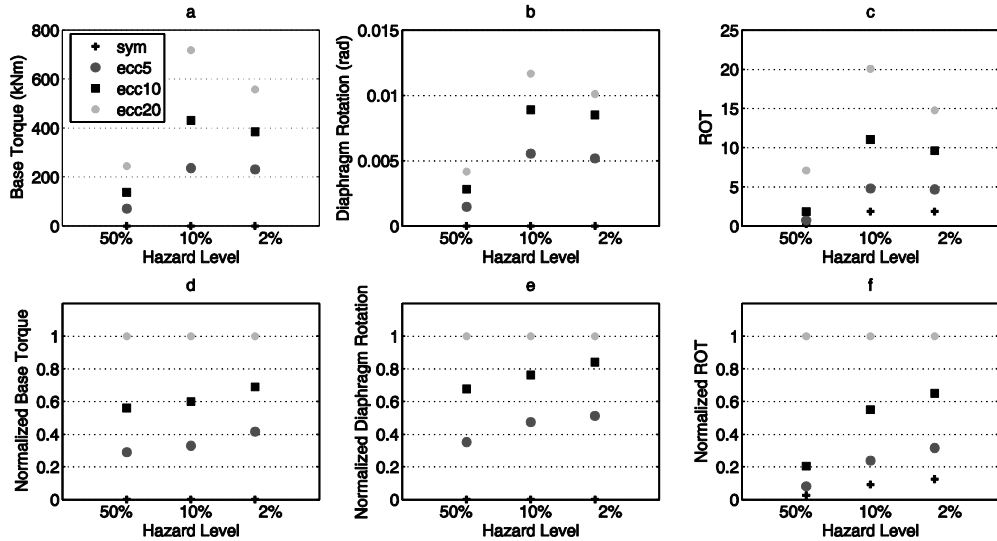 a
Base Torque (kNm)
800
600
400
200
0
sym
ecc5
ecc10
ecc20
50% 10% 2%
Hazard Level
b
Diaphragm Rotation (rad)
0.015
0.01
0.005
0
50% 10% 2%
Hazard Level
c
ROT
25
20
15
10
5
0
50% 10% 2%
Hazard Level
d
Normalized Base Torque
1
0.8
0.6
0.4
0.2
0
50% 10% 2%
Hazard Level
e
Normalized Diaphragm Rotation
1
0.8
0.6
0.4
0.2
0
50% 10% 2%
Hazard Level
f
Normalized ROT
1
0.8
0.6
0.4
0.2
0
50% 10% 2%
Hazard Level